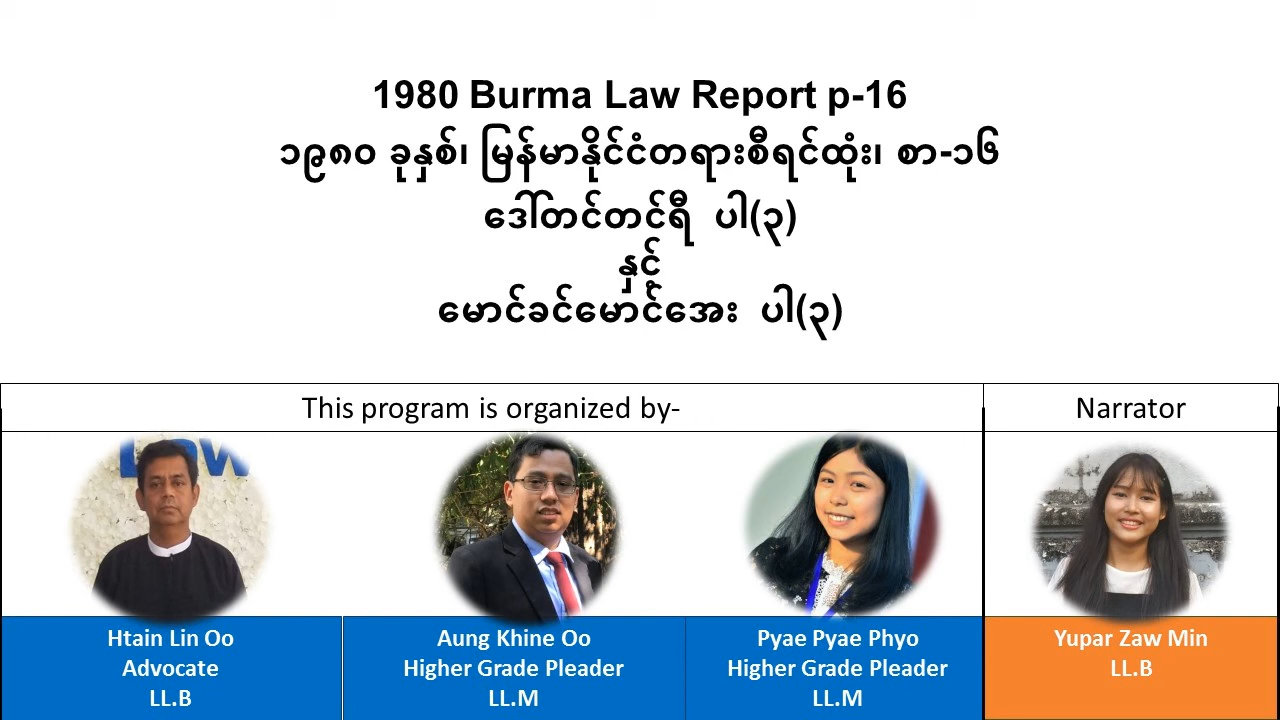 1980 Burma Law Report p-16
၁၉၈၀ ခုနှစ်၊ မြန်မာနိုင်ငံတရားစီရင်ထုံး၊ စာ-၁၆
ဒေါ်တင်တင်ရီ ပါ(၃)
နှင့်
မောင်ခင်မောင်အေး ပါ(၃)
This program is organized by-
Narrator
Law
Htain Lin Oo
Advocate
LL.B
Aung Khine Oo
Higher Grade Pleader
LL.M
Pyae Pyae Phyo
Higher Grade Pleader
LL.M
Yupar Zaw Min
LL.B